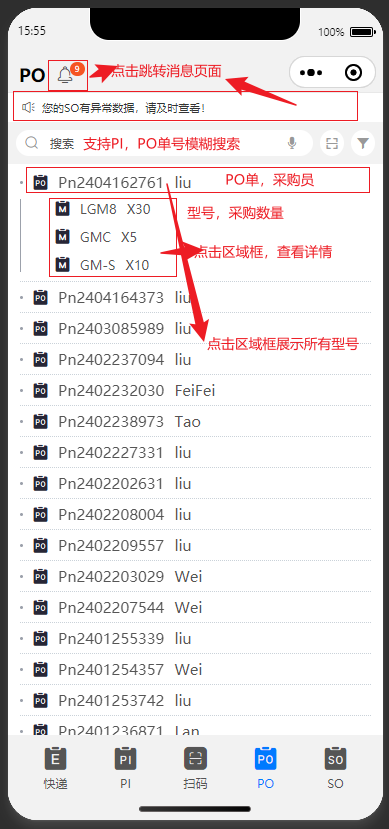 15:55
100%
PO
9
点击跳转消息页面
您的SO有异常数据，请及时查看！
搜索 支持PI，PO单号模糊搜索
PO Pn2404162761 liu PO单，采购员
M LGM8 X30 型号，采购数量
M GMC X5
点击区域框，查看详情
M GM-S X10
PO Pn2404164373 liu
PO Pn2403085989 liu
点击区域框展示所有型号
PO Pn2402237094 liu
PO Pn2402232030 FeiFei
PO Pn2402238973 Tao
PO Pn2402227331 liu
PO Pn2402202631 liu
PO Pn2402208004 liu
PO Pn2402209557 liu
PO Pn2402203029 Wei
PO Pn2402207544 Wei
PO Pn2401255339 liu
PO Pn2401254357 Wei
PO Pn2401253742 liu
PO Pn2401236871 Lan
E PI PO SO
快递 PI 扫码 PO SO